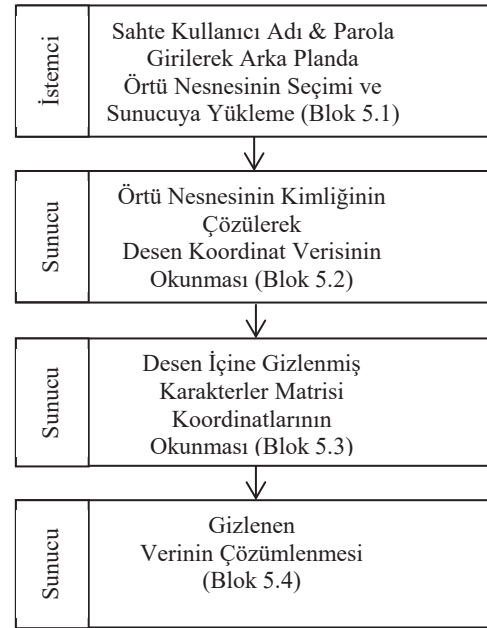 İstemci
Sahte Kullanıcı Adı & Parola
Girilerek Arka Planda
Örtü Nesnesinin Seçimi ve
Sunucuya Yükleme (Blok 5.1)
Sunucu
Örtü Nesnesinin Kimliğinin
Çözülerek
Desen Koordinat Verisinin
Okunması (Blok 5.2)
Sunucu
Desen İçine Gizlenmiş
Karakterler Matrisi
Koordinatlarının
Okunması (Blok 5.3)
Sunucu
Gizlenen
Verinin Çözümlenmesi
(Blok 5.4)